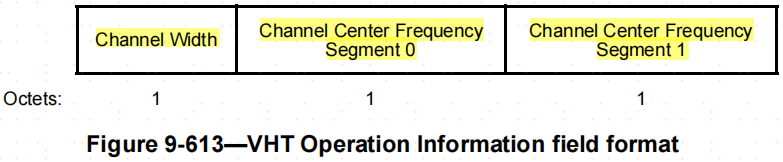 Channel Width
Channel Center Frequency
Segment 0
Channel Center Frequency
Segment 1
Octets: 1 1 1
Figure 9-613—VHT Operation Information field format